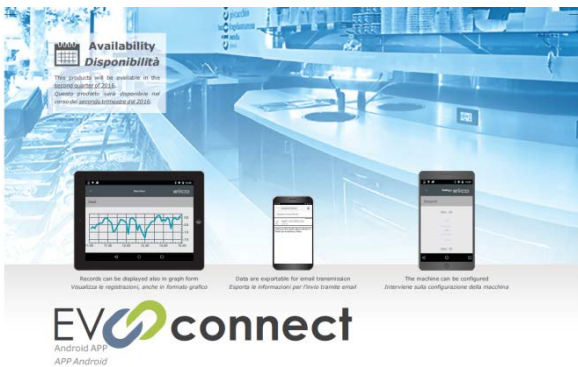 Availability
Disponibilità
This products will be available in the
second quarter of 2016.
Questo prodotto sarà disponibile nel
corso del secondo trimestre del 2016.
Records can be displayed also in graph form
Visualizza le registrazioni, anche in formato grafico
Data are exportable for email transmission
Esporta le informazioni per l'invio tramite email
The machine can be configured
Interviene sulla configurazione della macchina
EVconnect
Android APP
APP Android